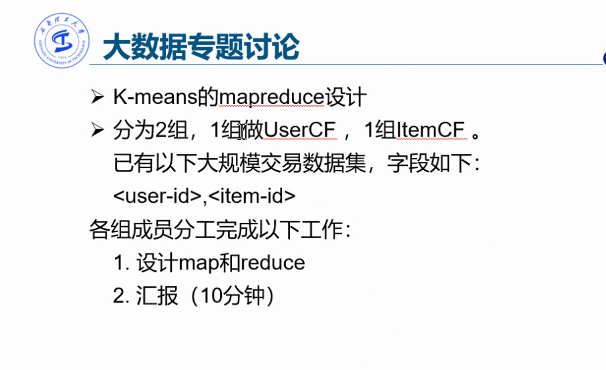 大数据专题讨论
➢ K-means的mapreduce设计
➢ 分为2组，1组做UserCF ，1组ItemCF 。
已有以下大规模交易数据集，字段如下：
<user-id>,<item-id>
各组成员分工完成以下工作：
1. 设计map和reduce
2. 汇报（10分钟）